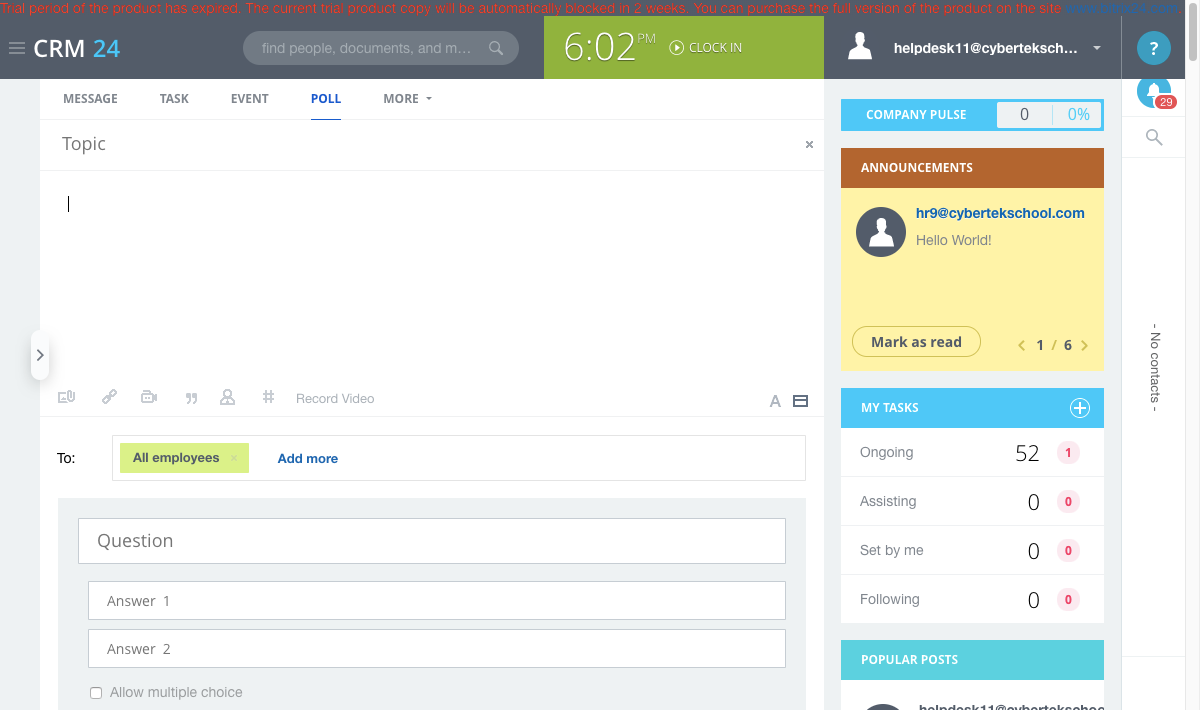 Trial period of the product has expired. The current trial product copy will be automatically blocked in 2 weeks. You can purchase the full version of the product on the site
CRM 24
find people, documents, and m...
6:02 PM
CLOCK IN
helpdesk11@cyberteksch...
?
29
MESSAGE TASK EVENT POLL MORE
Topic
Record Video
A
To:
All employees
Add more
Question
Answer 1
Answer 2
Allow multiple choice
COMPANY PULSE 0 0%
ANNOUNCEMENTS
hr9@cybertekschool.com
Hello World!
Mark as read
1 / 6
MY TASKS
Ongoing 52 1
Assisting 0 0
Set by me 0 0
Following 0 0
POPULAR POSTS
- No contacts -